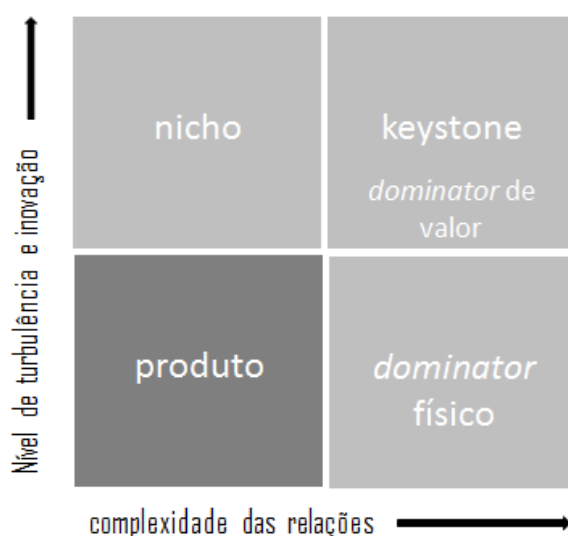 Nível de turbulência e inovação
nicho
keystone
dominator de
valor
produto
dominator
físico
complexidade das relações